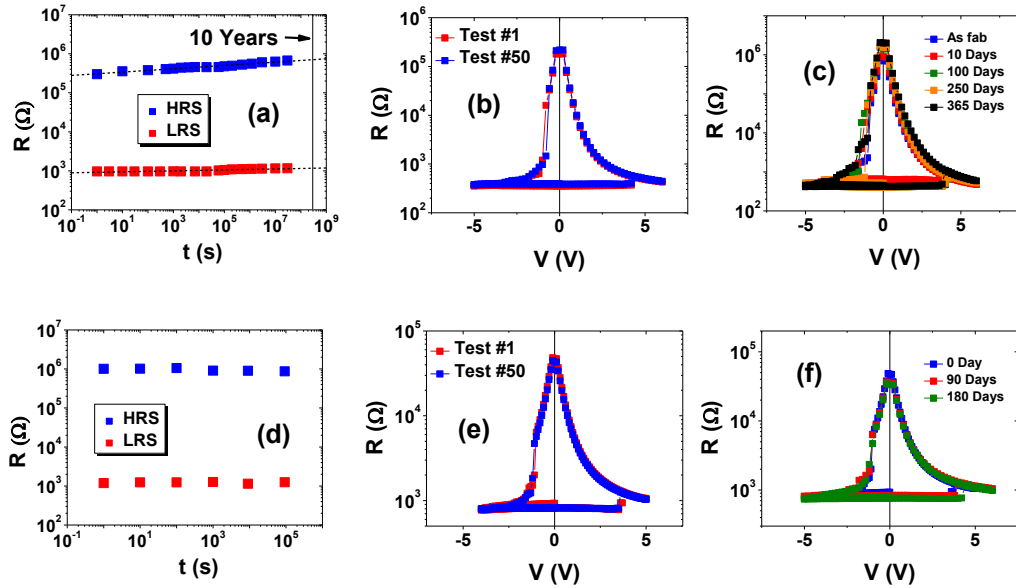 10⁷
10⁶
10⁵
10⁴
10³
10²
R (Ω)
10 Years
HRS
LRS
(a)
10⁻¹ 10¹ 10³ 10⁵ 10⁷ 10⁹
t (s)
10⁶
10⁵
10⁴
10³
10²
R (Ω)
Test #1
Test #50
(b)
-5 0 5
V (V)
10⁶
10⁴
10²
R (Ω)
(c)
As fab
10 Days
100 Days
250 Days
365 Days
-5 0 5
V (V)
10⁷
10⁶
10⁵
10⁴
10³
10²
R (Ω)
HRS
LRS
(d)
10⁻¹ 10¹ 10³ 10⁵
t (s)
10⁵
10⁴
10³
R (Ω)
Test #1
Test #50
(e)
-5 0 5
V (V)
10⁵
10⁴
10³
R (Ω)
(f)
0 Day
90 Days
180 Days
-5 0 5
V (V)